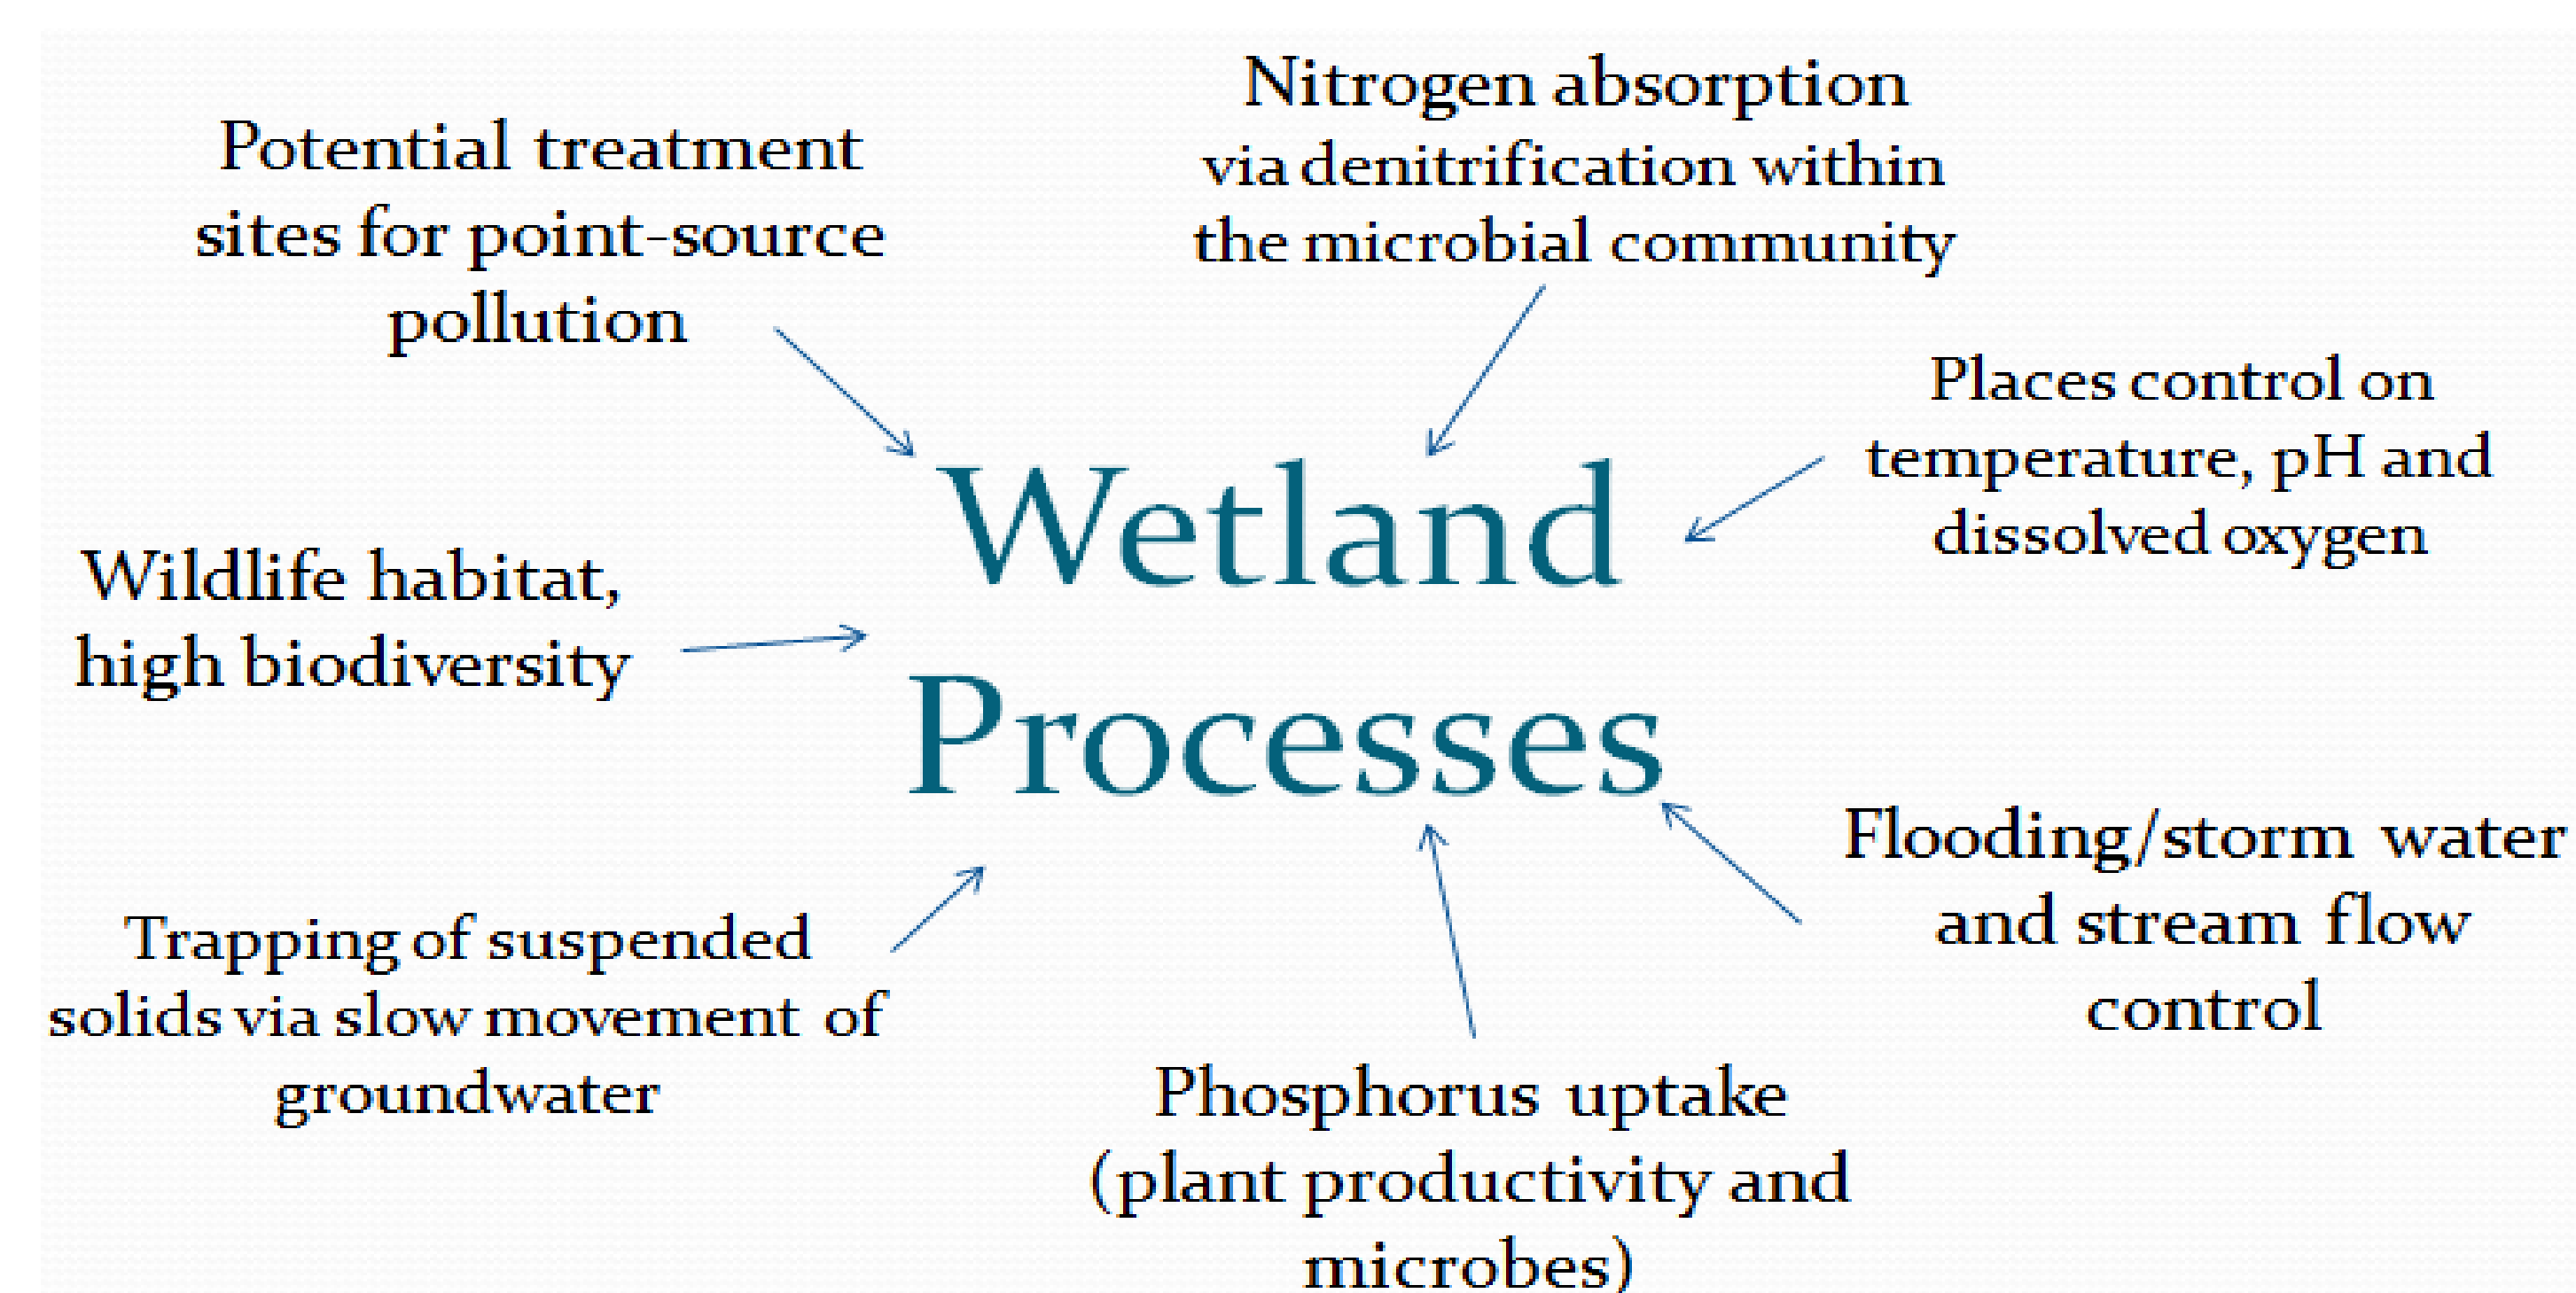 Potential treatment
sites for point-source
pollution
Nitrogen absorption
via denitrification within
the microbial community
Places control on
temperature, pH and
dissolved oxygen
Wetland
Processes
Wildlife habitat,
high biodiversity
Trapping of suspended
solids via slow movement of
groundwater
Phosphorus uptake
(plant productivity and
microbes)
Flooding/storm water
and stream flow
control